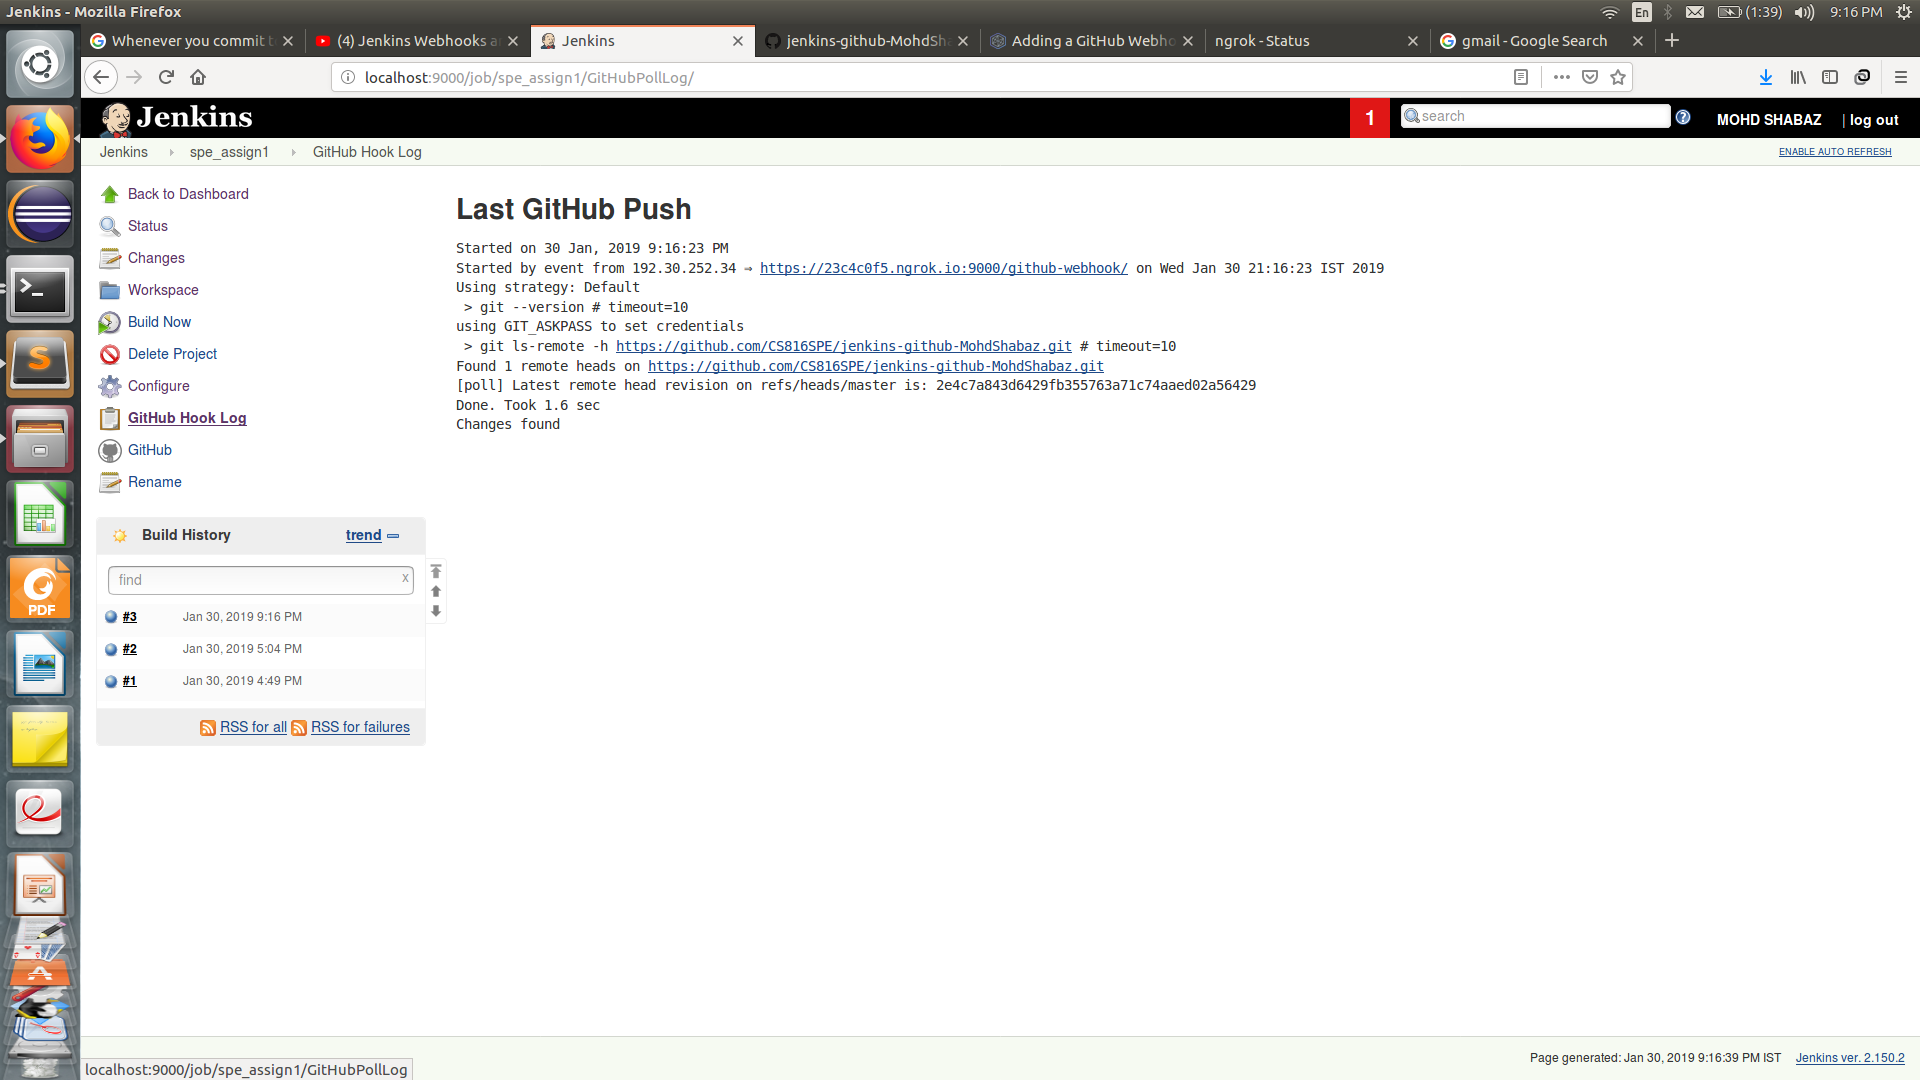 Jenkins - Mozilla Firefox
En
(1:39)
9:16 PM
Whenever you commit t
(4) Jenkins Webhooks a
Jenkins
jenkins-github-MohdSh
Adding a GitHub Webho
ngrok - Status
gmail - Google Search
localhost:9000/job/spe_assign1/GitHubPollLog/
Jenkins
1
search
MOHD SHABAZ
| log out
Jenkins
spe_assign1
GitHub Hook Log
ENABLE AUTO REFRESH
Back to Dashboard
Status
Changes
Workspace
Build Now
Delete Project
Configure
GitHub Hook Log
GitHub
Rename
Last GitHub Push
Started on 30 Jan, 2019 9:16:23 PM
Started by event from 192.30.252.34 ⇒ https://23c4c0f5.ngrok.io:9000/github-webhook/ on Wed Jan 30 21:16:23 IST 2019
Using strategy: Default
> git --version # timeout=10
using GIT_ASKPASS to set credentials
> git ls-remote -h https://github.com/CS816SPE/jenkins-github-MohdShabaz.git # timeout=10
Found 1 remote heads on https://github.com/CS816SPE/jenkins-github-MohdShabaz.git
[poll] Latest remote head revision on refs/heads/master is: 2e4c7a843d6429fb355763a71c74aaed02a56429
Done. Took 1.6 sec
Changes found
Build History
trend
find
x
#3 Jan 30, 2019 9:16 PM
#2 Jan 30, 2019 5:04 PM
#1 Jan 30, 2019 4:49 PM
RSS for all
RSS for failures
PDF
Page generated: Jan 30, 2019 9:16:39 PM IST
Jenkins ver. 2.150.2
localhost:9000/job/spe_assign1/GitHubPollLog